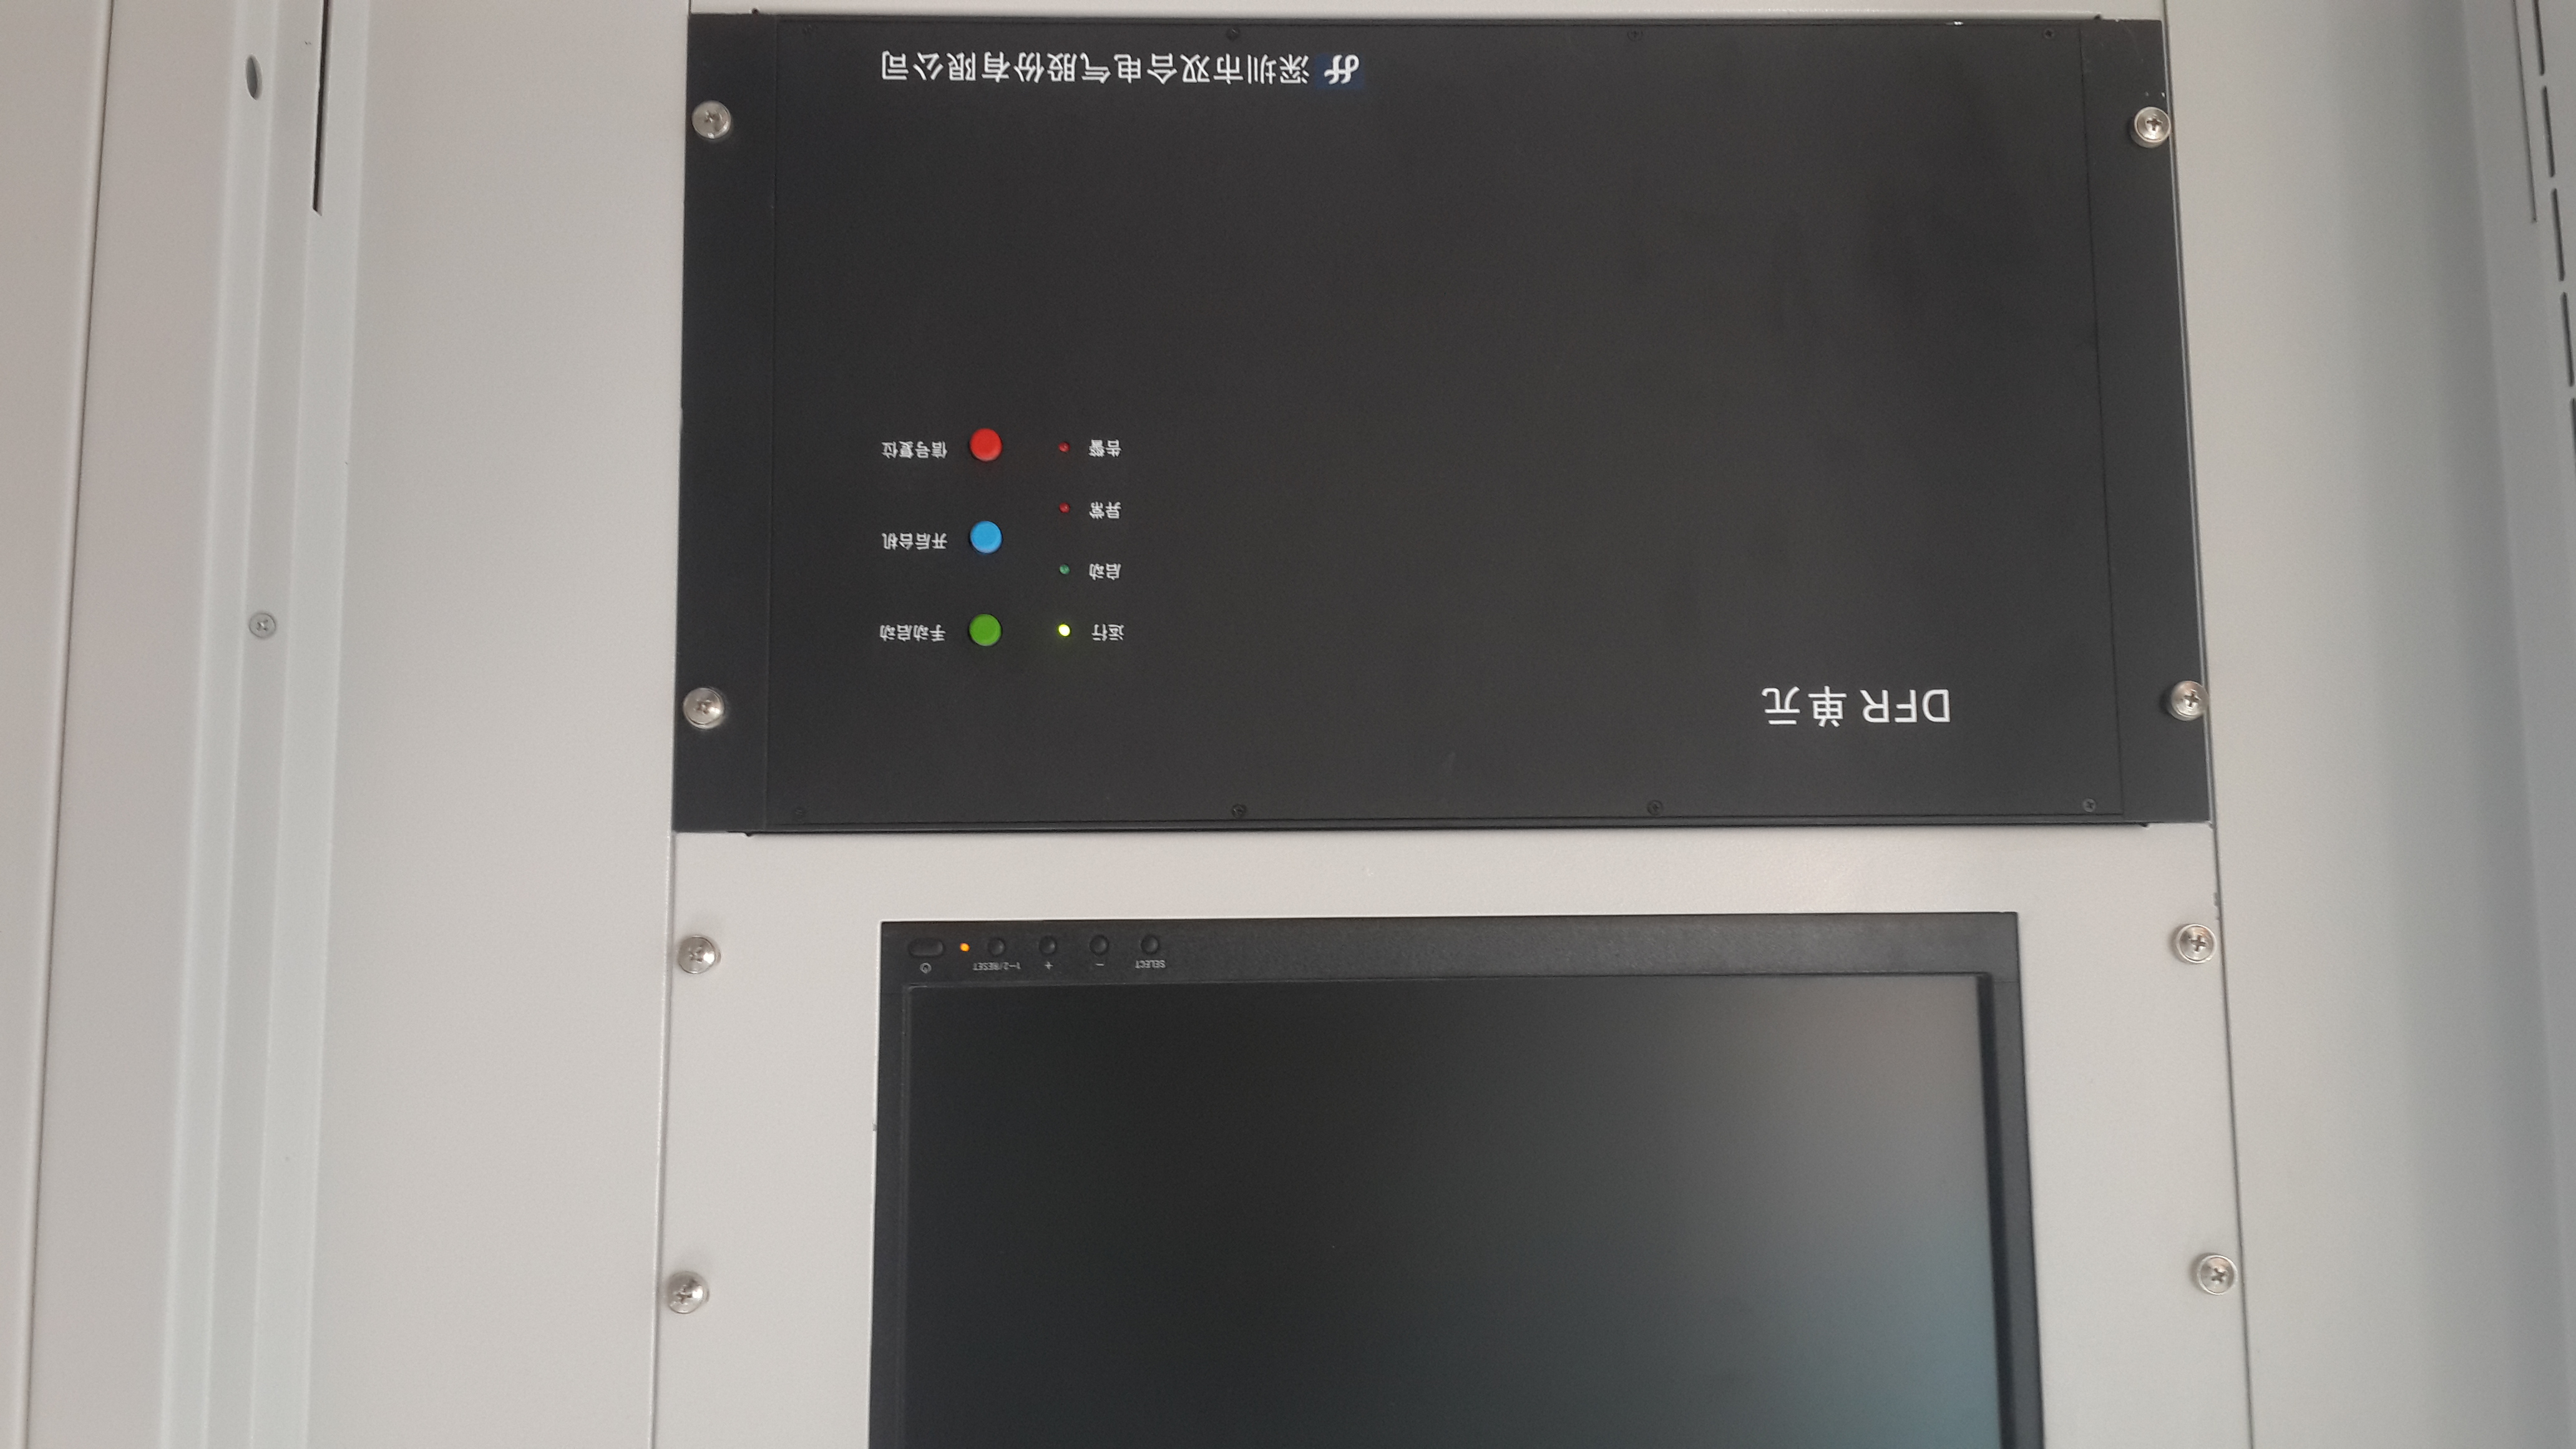 SELECT － ＋ 1－2/RESET
DFR 单元
运行 手动启动
启动
开后台机
异常
告警 信号复位
深圳市双合电气股份有限公司